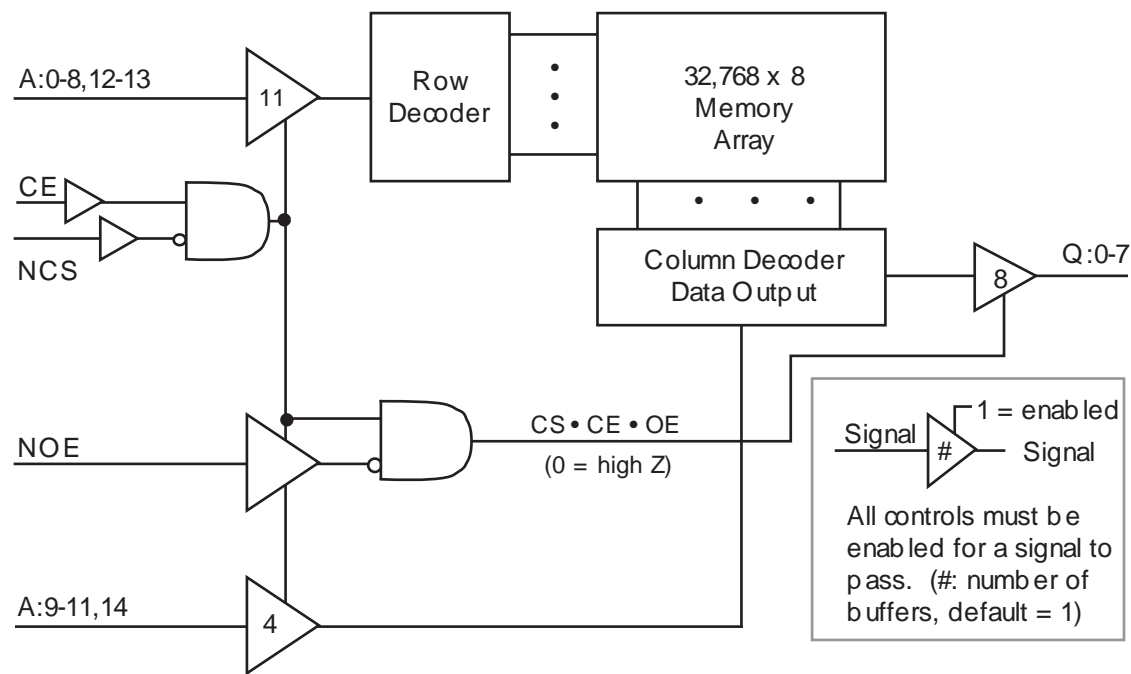 A:0-8,12-13
11
Row
Decoder
32,768 x 8
Memory
Array
CE
NCS
Column Decoder
Data Output
8
Q:0-7
NOE
CS • CE • OE
(0 = high Z)
A:9-11,14
4
1 = enabled
Signal
#
Signal
All controls must be
enabled for a signal to
pass. (#: number of
buffers, default = 1)